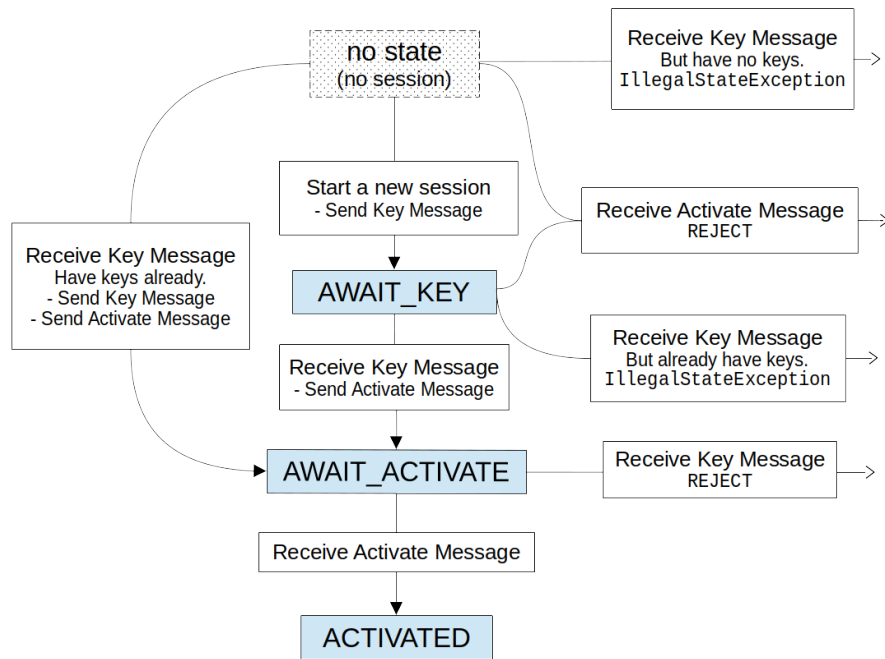 no state
(no session)
Receive Key Message
But have no keys.
IllegalStateException
Start a new session
- Send Key Message
Receive Activate Message
REJECT
Receive Key Message
Have keys already.
- Send Key Message
- Send Activate Message
AWAIT_KEY
Receive Key Message
- Send Activate Message
Receive Key Message
But already have keys.
IllegalStateException
AWAIT_ACTIVATE
Receive Key Message
REJECT
Receive Activate Message
ACTIVATED